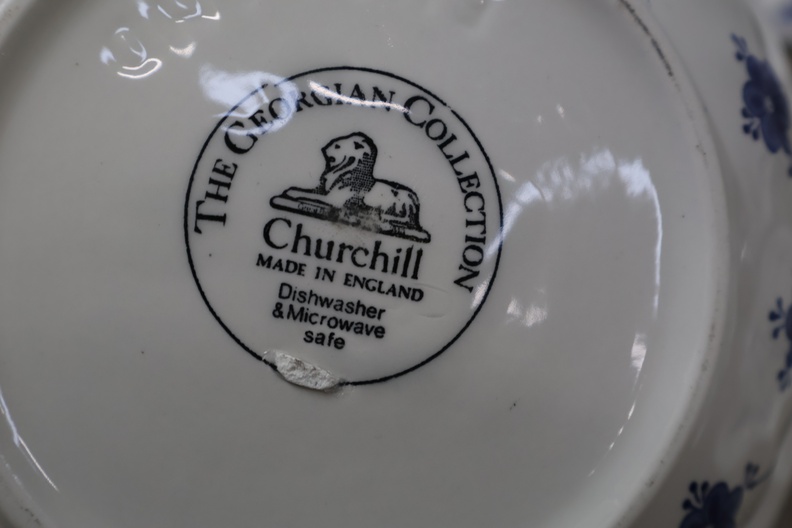 THE GEORGIAN COLLECTION
Churchill
MADE IN ENGLAND
Dishwasher
&Microwave
safe